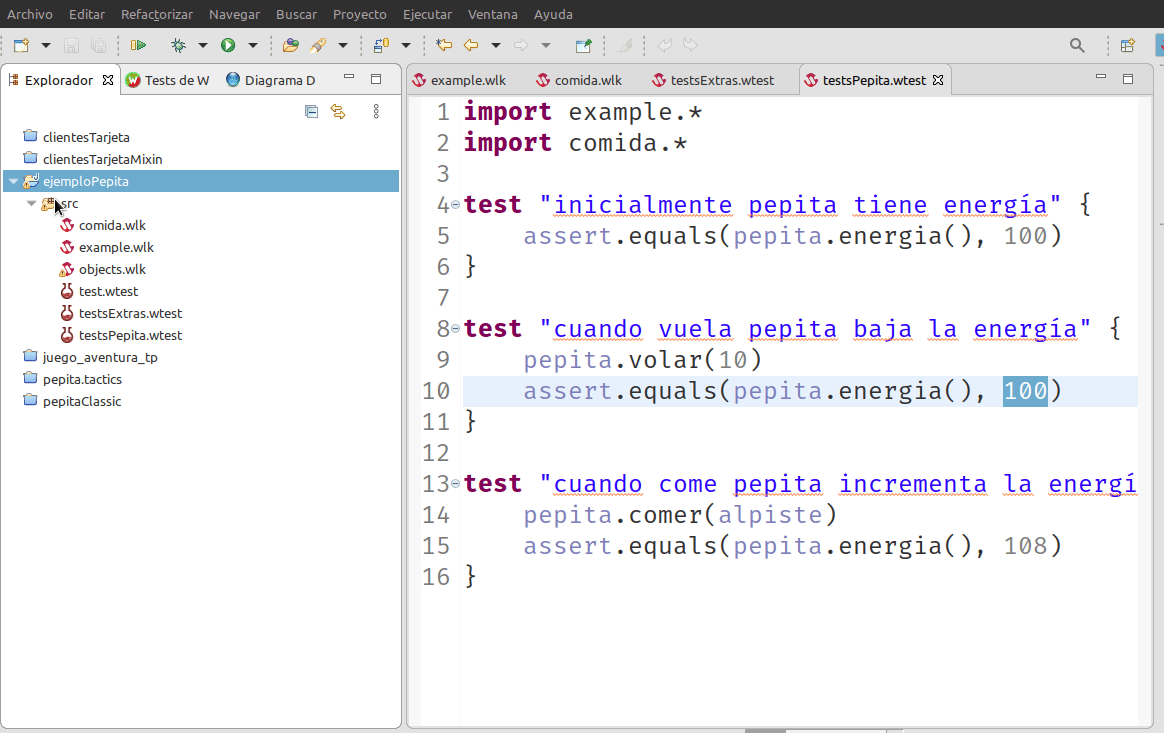 Archivo Editar Refactorizar Navegar Buscar Proyecto Ejecutar Ventana Ayuda
Explorador Tests de W Diagrama D
example.wlk comida.wlk testsExtras.wtest testsPepita.wtest
clientesTarjeta
clientesTarjetaMixin
ejemploPepita
src
comida.wlk
example.wlk
objects.wlk
test.wtest
testsExtras.wtest
testsPepita.wtest
juego_aventura_tp
pepita.tactics
pepitaClassic
1 import example.*
2 import comida.*
3
4 test "inicialmente pepita tiene energía" {
5 assert.equals(pepita.energia(), 100)
6 }
7
8 test "cuando vuela pepita baja la energía" {
9 pepita.volar(10)
10 assert.equals(pepita.energia(), 100)
11 }
12
13 test "cuando come pepita incrementa la energí
14 pepita.comer(alpiste)
15 assert.equals(pepita.energia(), 108)
16 }